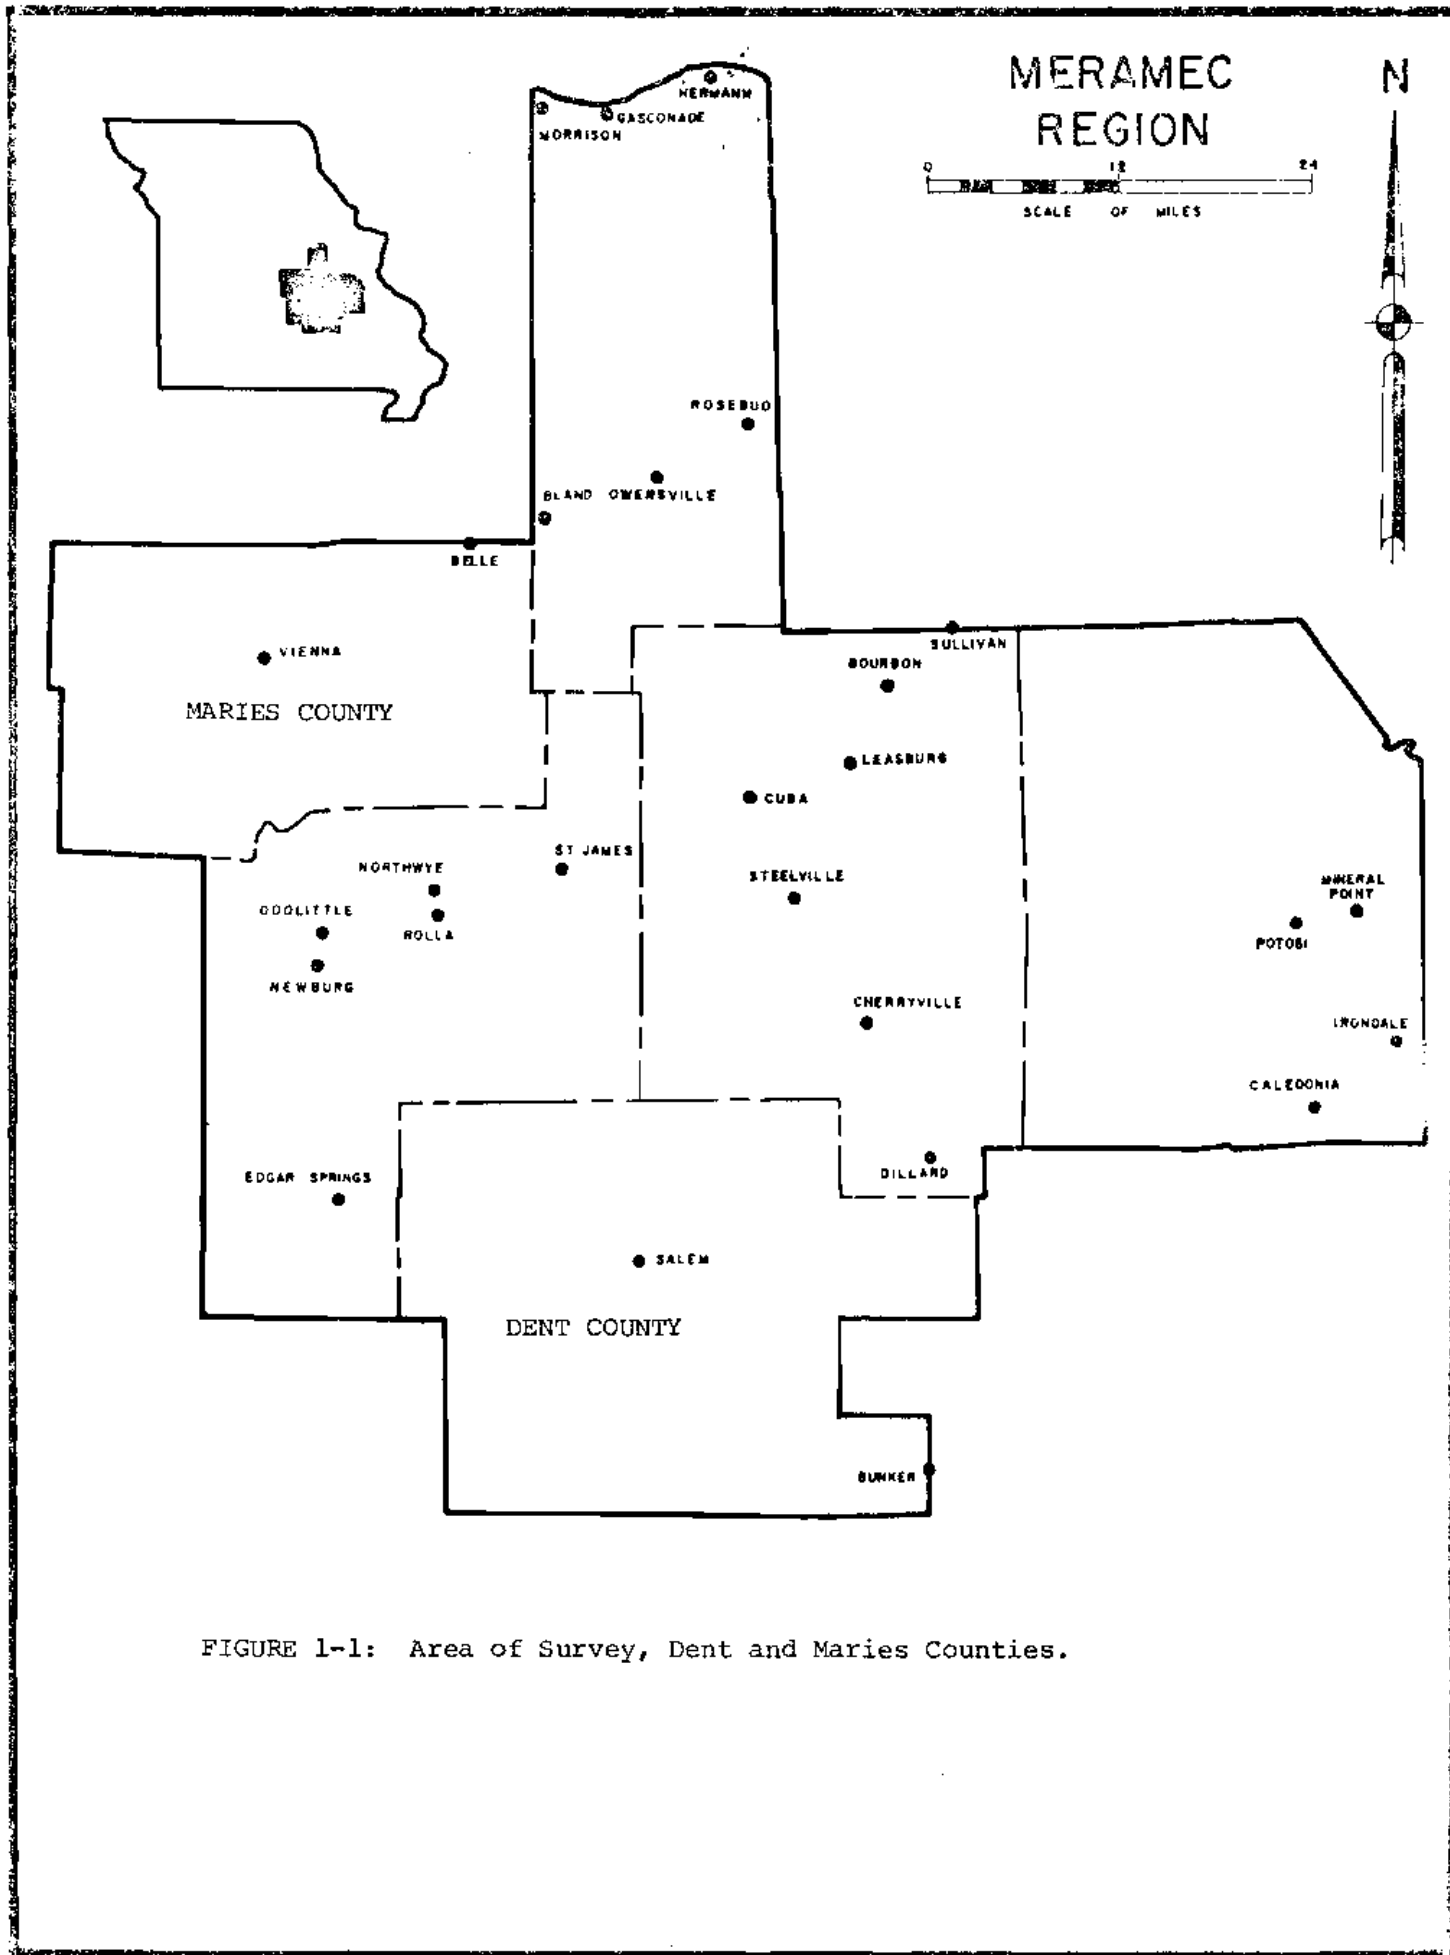 MERAMEC
REGION
N
0 12 24
SCALE OF MILES
HERMANN
GASCONADE
MORRISON
ROSEBUD
OWENSVILLE
BLAND
BELLE
VIENNA
MARIES COUNTY
SULLIVAN
BOURBON
LEASBURG
CUBA
ST JAMES
NORTHWYE
STEELVILLE
DOOLITTLE
ROLLA
NEWBURG
MINERAL
POINT
POTOSI
CHERRYVILLE
IRONDALE
CALEDONIA
DILLARD
EDGAR SPRINGS
SALEM
DENT COUNTY
BUNKER
FIGURE 1-1: Area of Survey, Dent and Maries Counties.